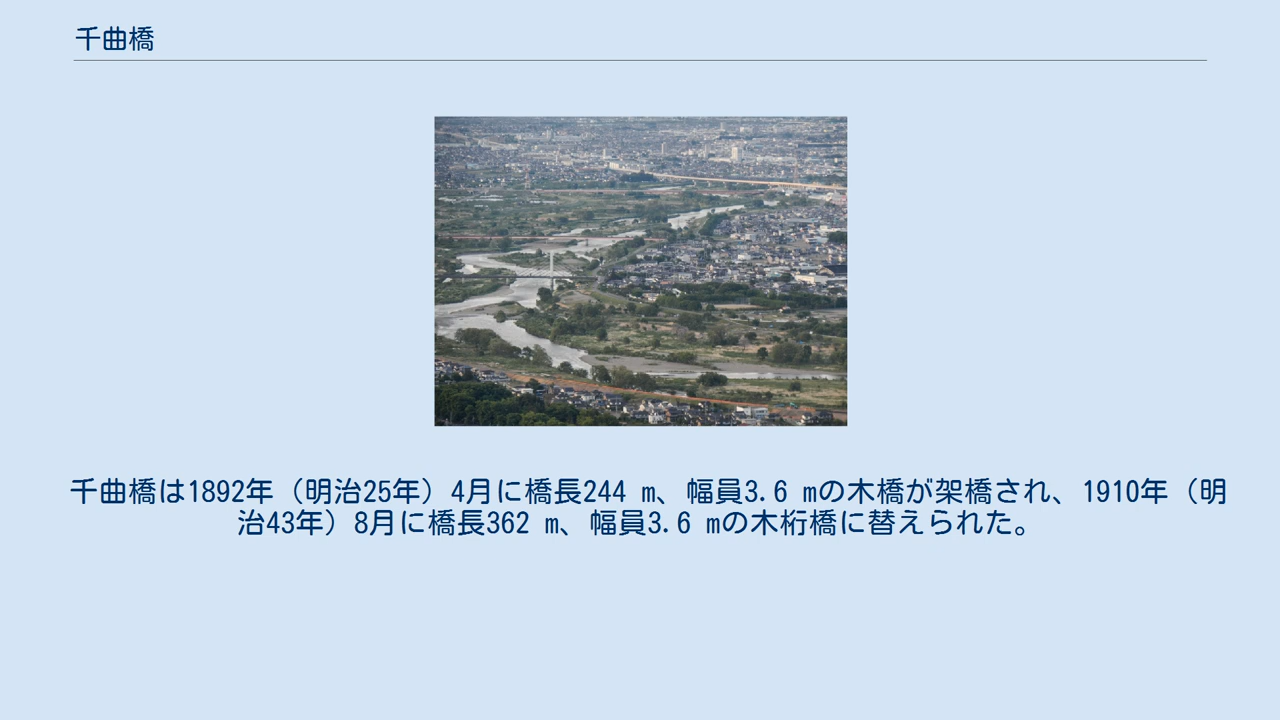 千曲橋
千曲橋は1892年（明治25年）4月に橋長244 m、幅員3.6 mの木橋が架橋され、1910年（明
治43年）8月に橋長362 m、幅員3.6 mの木桁橋に替えられた。